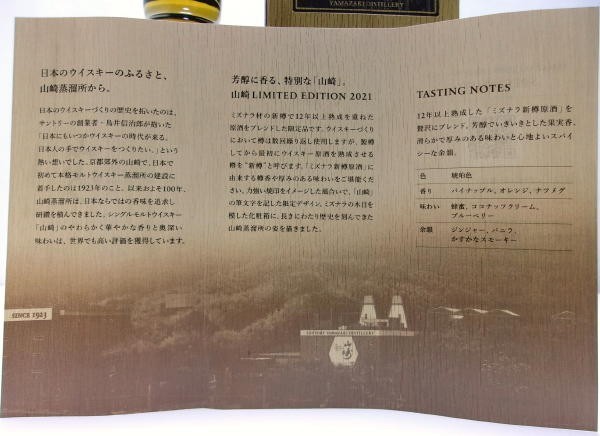 YAMAZAKI DISTILLERY
日本のウイスキーのふるさと、
山崎蒸溜所から。
日本のウイスキーづくりの歴史を拓いたのは、
サントリーの創業者・鳥井信治郎が抱いた
「日本にもいつかウイスキーの時代が来る。
日本人の手でウイスキーをつくりたい。」という
熱い想いでした。京都郊外の山崎で、日本で
初めて本格モルトウイスキーの蒸溜所の建設に
着手したのは1923年のこと。以来およそ100年、
山崎蒸溜所は、日本ならではの香味を追求し
研鑽を積んできました。シングルモルトウイスキー
「山崎」のやわらかく華やかな香りと奥深い
味わいは、世界でも高い評価を獲得しています。
芳醇に香る、特別な「山崎」。
山崎 LIMITED EDITION 2021
ミズナラ材の新樽で12年以上熟成を重ねた
原酒をブレンドした限定品です。ウイスキーづくり
において樽は数回繰り返し使用しますが、製樽
してから最初にウイスキー原酒を熟成させる
樽を“新樽”と呼びます。「ミズナラ新樽原酒」に
由来する樽香や厚みのある味わいをご堪能くだ
さい。力強い焼印をイメージした風合いで、「山崎」
の筆文字を記した限定デザイン。ミズナラの木目を
模した化粧箱に、長きにわたり歴史を刻んできた
山崎蒸溜所の姿を描きました。
TASTING NOTES
12年以上熟成した「ミズナラ新樽原酒」を
贅沢にブレンド。芳醇でいきいきとした果実香、
滑らかで厚みのある味わいと心地よいスパイ
シーな余韻。
色 琥珀色
香り パイナップル、オレンジ、ナツメグ
味わい 蜂蜜、ココナッツクリーム、
ブルーベリー
余韻 ジンジャー、バニラ、
かすかなスモーキー
SINCE 1923
SUNTORY YAMAZAKI DISTILLERY
山崎